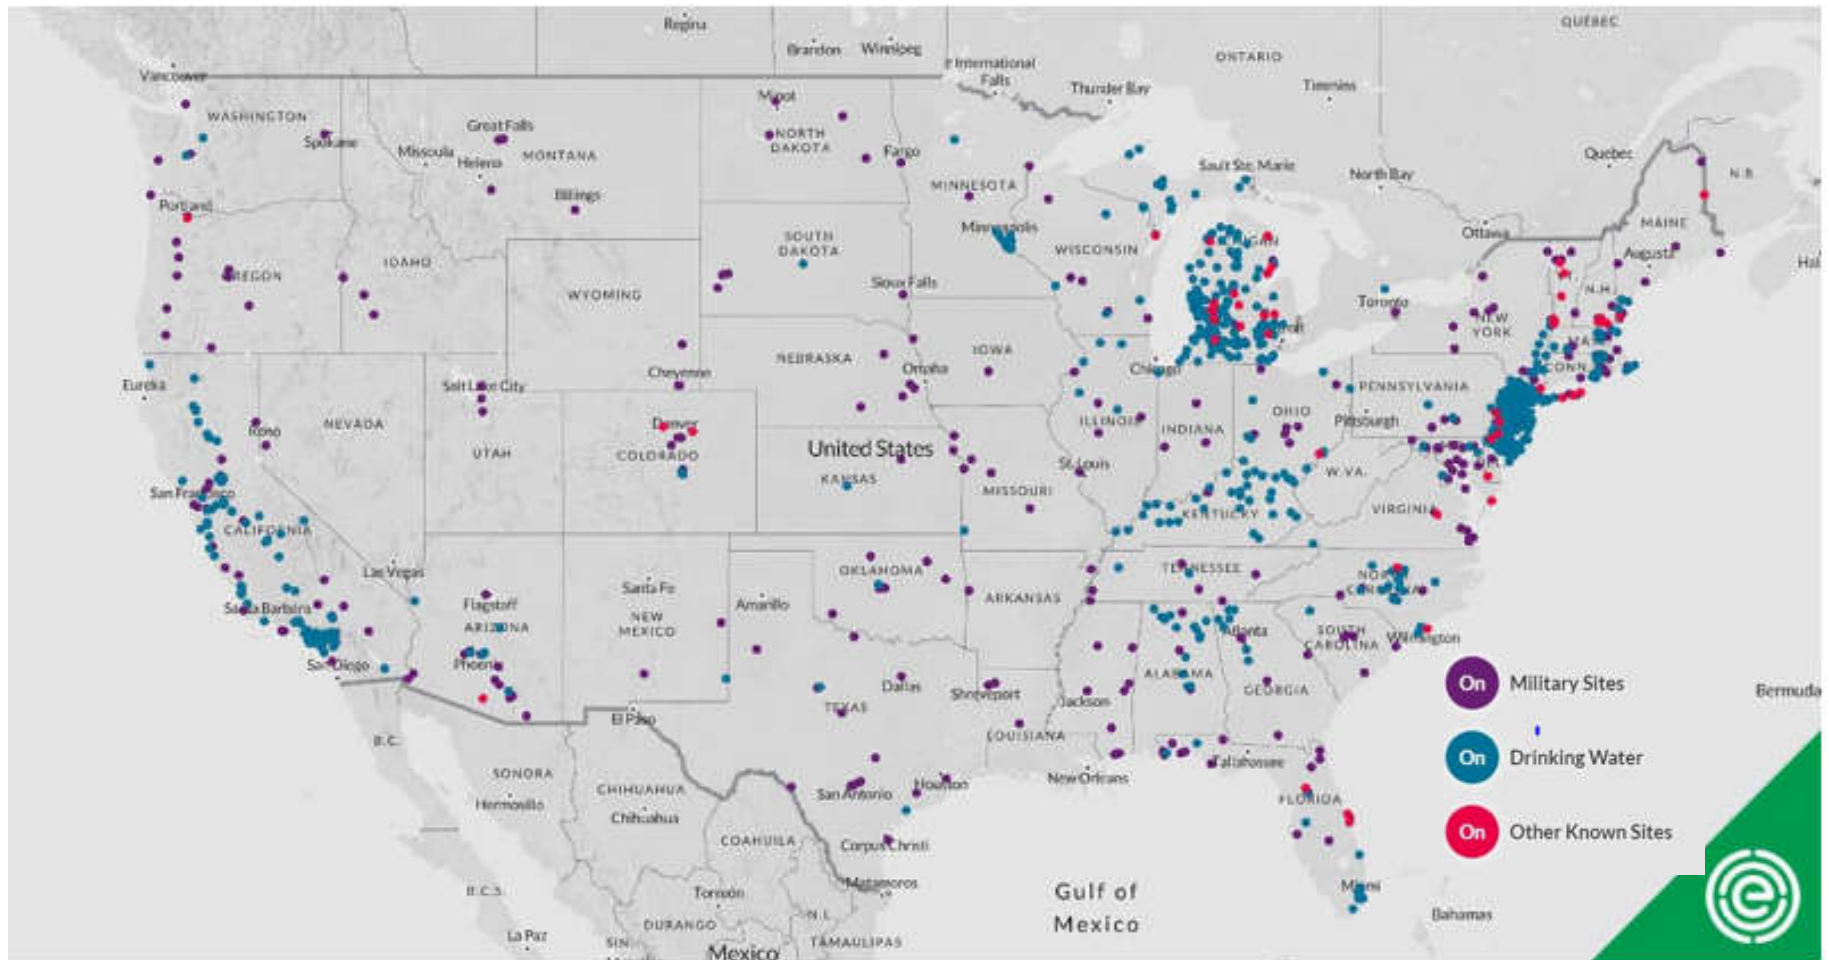 Regina
QUÉBEC
Brandon
Winnipeg
International
Falls
ONTARIO
Vancouver
Thunder Bay
Timmins
Minot
WASHINGTON
Great Falls
NORTH
DAKOTA
Spokane
Missoula
MONTANA
Helena
Fargo
Quebec
Sault Ste. Marie
North Bay
N.B.
MINNESOTA
Billings
Portland
MAINE
Minneapolis
Ottawa
SOUTH
DAKOTA
WISCONSIN
Augusta
IDAHO
Hal
Sioux Falls
WYOMING
Toronto
N.H.
NEW
YORK
NEBRASKA
IOWA
Cheyenne
Omaha
Chicago
CONN.
Eureka
Salt Lake City
PENNSYLVANIA
OHIO
NEVADA
Denver
ILLINOIS
INDIANA
Pittsburgh
Reno
UTAH
COLORADO
United States
St. Louis
W.VA.
KANSAS
San Francisco
MISSOURI
KENTUCKY
VIRGINIA
CALIFORNIA
Las Vegas
OKLAHOMA
TENNESSEE
Santa Fe
NORTH
CAROLINA
Santa Barbara
Flagstaff
Amarillo
ARKANSAS
NEW
MEXICO
ARIZONA
Atlanta
SOUTH
CAROLINA
Wilmington
San Diego
Phoenix
ALABAMA
Dallas
Shreveport
GEORGIA
On Military Sites
Bermuda
Jackson
TEXAS
El Paso
LOUISIANA
B.C.
On Drinking Water
Tallahassee
SONORA
New Orleans
Houston
CHIHUAHUA
San Antonio
FLORIDA
Hermosillo
Chihuahua
On Other Known Sites
COAHUILA
Corpus Christi
Matamoros
B.C.S.
Torreón
Gulf of
Mexico
Miami
Bahamas
N.L.
DURANGO
La Paz
SIN.
TAMAULIPAS
Mexico